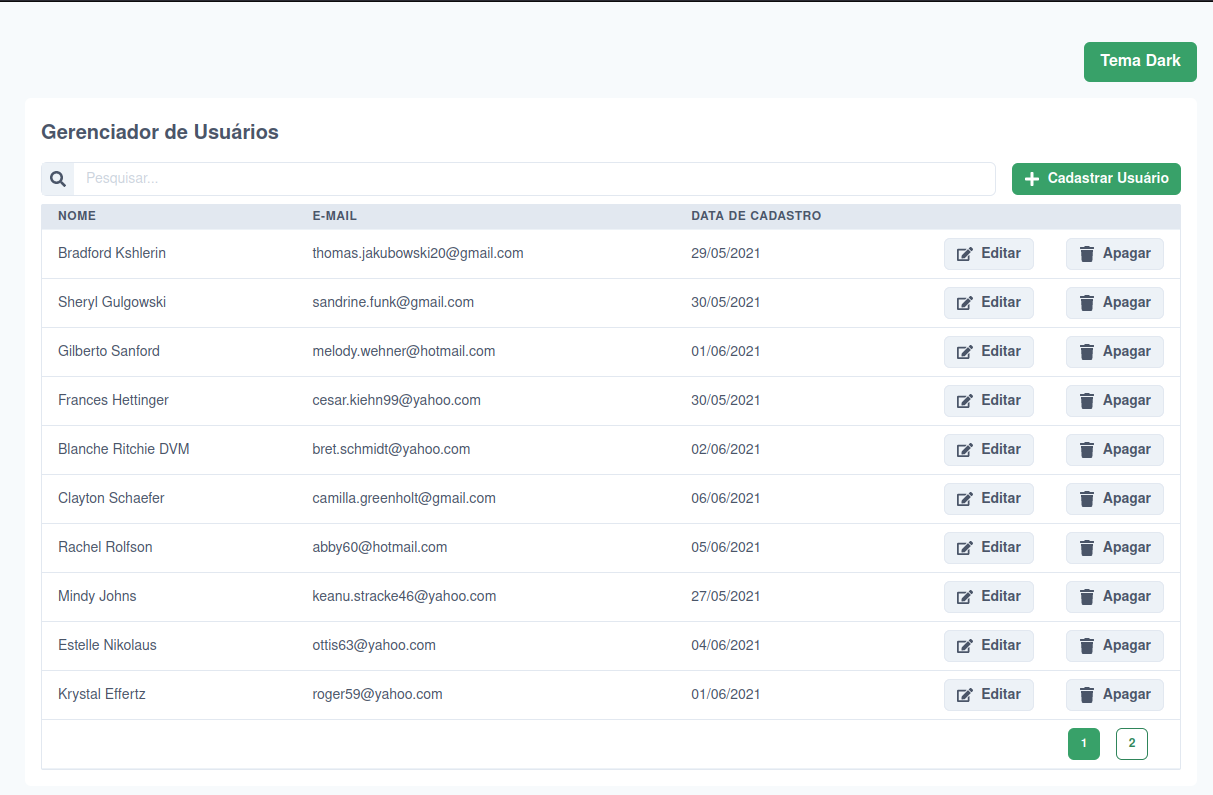 Tema Dark
Gerenciador de Usuários
Pesquisar... Cadastrar Usuário
NOME E-MAIL DATA DE CADASTRO
Bradford Kshlerin thomas.jakubowski20@gmail.com 29/05/2021 Editar Apagar
Sheryl Gulgowski sandrine.funk@gmail.com 30/05/2021 Editar Apagar
Gilberto Sanford melody.wehner@hotmail.com 01/06/2021 Editar Apagar
Frances Hettinger cesar.kiehn99@yahoo.com 30/05/2021 Editar Apagar
Blanche Ritchie DVM bret.schmidt@yahoo.com 02/06/2021 Editar Apagar
Clayton Schaefer camilla.greenholt@gmail.com 06/06/2021 Editar Apagar
Rachel Rolfson abby60@hotmail.com 05/06/2021 Editar Apagar
Mindy Johns keanu.stracke46@yahoo.com 27/05/2021 Editar Apagar
Estelle Nikolaus ottis63@yahoo.com 04/06/2021 Editar Apagar
Krystal Effertz roger59@yahoo.com 01/06/2021 Editar Apagar
1 2